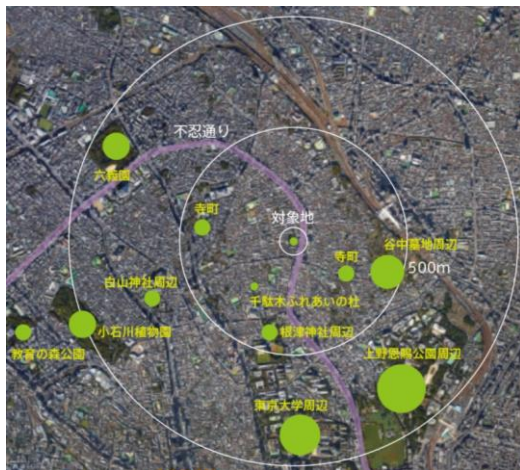 不忍通り
六義園
寺町
対象地
谷中墓地周辺
寺町
500m
白山神社周辺
千駄木ふれあいの杜
小石川植物園
根津神社周辺
教育の森公園
上野恩賜公園周辺
東京大学周辺